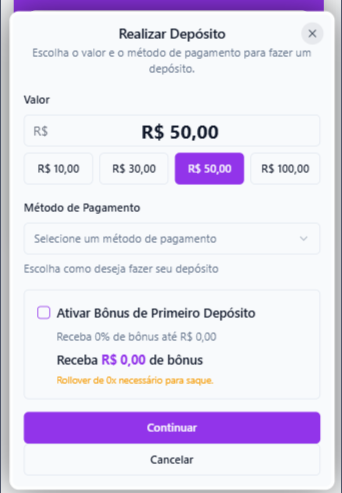 Realizar Depósito
Escolha o valor e o método de pagamento para fazer um
depósito.
Valor
R$ R$ 50,00
R$ 10,00 R$ 30,00 R$ 50,00 R$ 100,00
Método de Pagamento
Selecione um método de pagamento
Escolha como deseja fazer seu depósito
Ativar Bônus de Primeiro Depósito
Receba 0% de bônus até R$ 0,00
Receba R$ 0,00 de bônus
Rollover de 0x necessário para saque.
Continuar
Cancelar